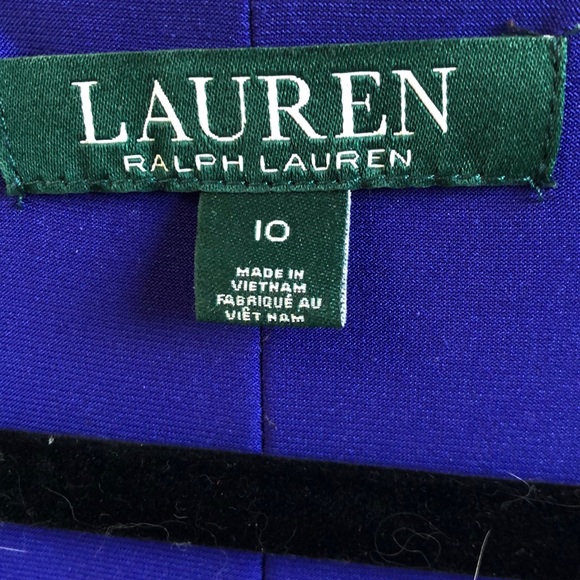 LAUREN
RALPH LAUREN
10
MADE IN
VIETNAM
FABRIQUÉ AU
VIÊT NAM